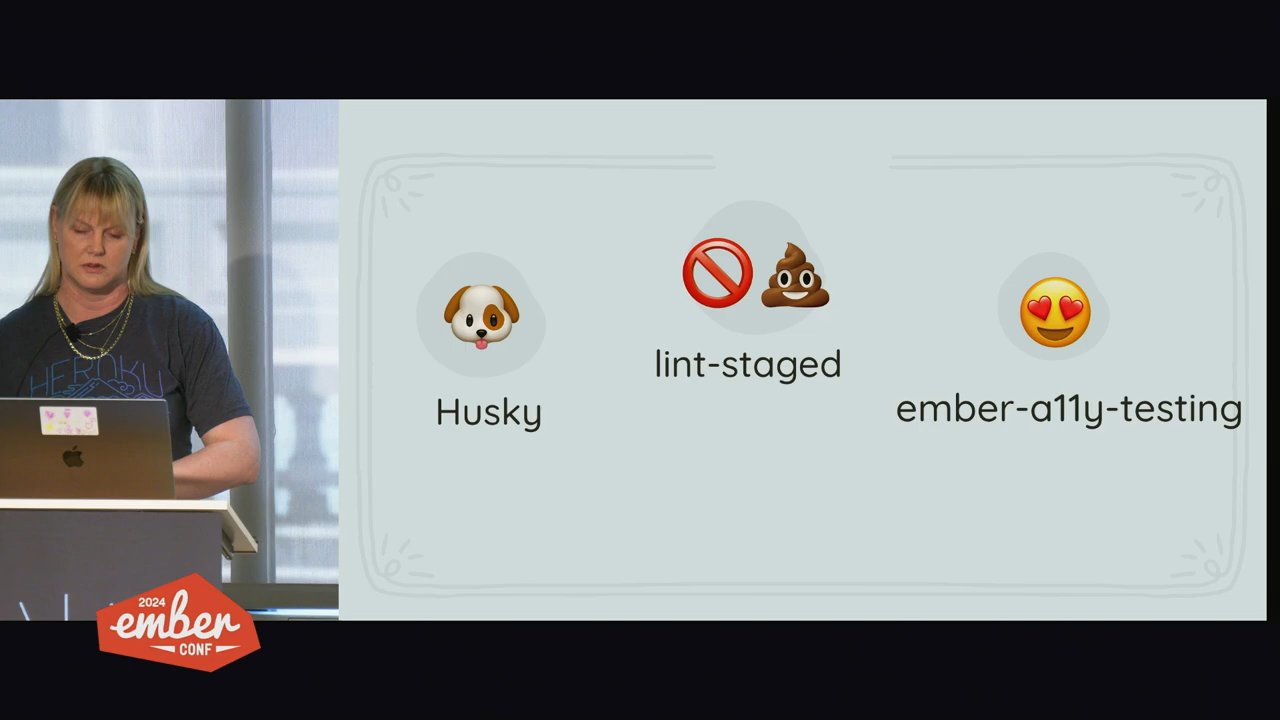 HEROKU
2024
ember
CONF
lint-staged
Husky
ember-a11y-testing